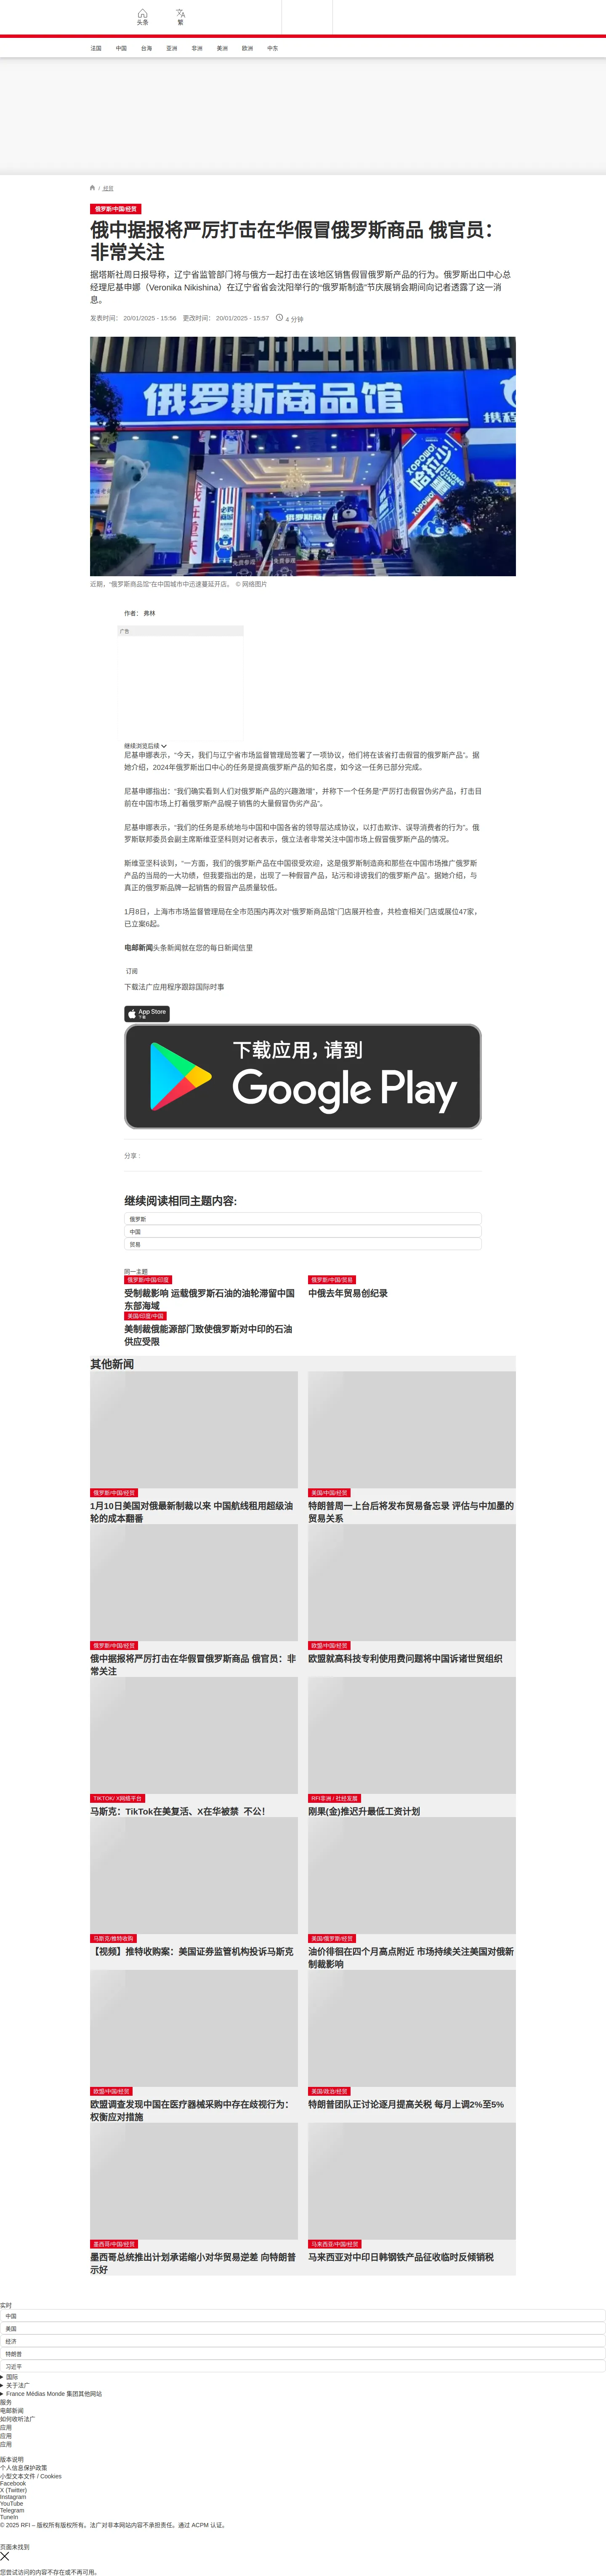 头条
繁
法国 中国 台海 亚洲 非洲 美洲 欧洲 中东
/ 经贸
俄罗斯/中国/经贸
俄中据报将严厉打击在华假冒俄罗斯商品 俄官员：
非常关注
据塔斯社周日报导称，辽宁省监管部门将与俄方一起打击在该地区销售假冒俄罗斯产品的行为。俄罗斯出口中心总
经理尼基申娜（Veronika Nikishina）在辽宁省省会沈阳举行的“俄罗斯制造”节庆展销会期间向记者透露了这一消
息。
发表时间： 20/01/2025 - 15:56 更改时间： 20/01/2025 - 15:57 4 分钟
俄罗斯商品馆
俄罗斯商品馆
近期，“俄罗斯商品馆”在中国城市中迅速蔓延开店。 © 网络图片
作者： 弗林
广告
继续浏览后续
尼基申娜表示，“今天，我们与辽宁省市场监督管理局签署了一项协议，他们将在该省打击假冒的俄罗斯产品”。据
她介绍，2024年俄罗斯出口中心的任务是提高俄罗斯产品的知名度，如今这一任务已部分完成。
尼基申娜指出：“我们确实看到人们对俄罗斯产品的兴趣激增”，并称下一个任务是“严厉打击假冒伪劣产品，打击目
前在中国市场上打着俄罗斯产品幌子销售的大量假冒伪劣产品”。
尼基申娜表示，“我们的任务是系统地与中国和中国各省的领导层达成协议，以打击欺诈、误导消费者的行为”。俄
罗斯联邦委员会副主席斯维亚坚科则对记者表示，俄立法者非常关注中国市场上假冒俄罗斯产品的情况。
斯维亚坚科谈到，“一方面，我们的俄罗斯产品在中国很受欢迎，这是俄罗斯制造商和那些在中国市场推广俄罗斯
产品的当局的一大功绩，但我要指出的是，出现了一种假冒产品，玷污和诽谤我们的俄罗斯产品”。据她介绍，与
真正的俄罗斯品牌一起销售的假冒产品质量较低。
1月8日，上海市市场监督管理局在全市范围内再次对“俄罗斯商品馆”门店展开检查，共检查相关门店或展位47家，
已立案6起。
电邮新闻头条新闻就在您的每日新闻信里
订阅
下载法广应用程序跟踪国际时事
App Store
下载
下载应用，请到
Google Play
分享 :
继续阅读相同主题内容:
俄罗斯
中国
贸易
同一主题
俄罗斯/中国/印度
受制裁影响 运载俄罗斯石油的油轮滞留中国
东部海域
俄罗斯/中国/贸易
中俄去年贸易创纪录
美国/印度/中国
美制裁俄能源部门致使俄罗斯对中印的石油
供应受限
其他新闻
俄罗斯/中国/经贸
1月10日美国对俄最新制裁以来 中国航线租用超级油
轮的成本翻番
美国/中国/经贸
特朗普周一上台后将发布贸易备忘录 评估与中加墨的
贸易关系
俄罗斯/中国/经贸
俄中据报将严厉打击在华假冒俄罗斯商品 俄官员：非
常关注
欧盟/中国/经贸
欧盟就高科技专利使用费问题将中国诉诸世贸组织
TIKTOK/ X网络平台
马斯克：TikTok在美复活、X在华被禁 不公！
RFI非洲 / 社经发展
刚果(金)推迟升最低工资计划
马斯克/推特收购
【视频】推特收购案：美国证券监管机构投诉马斯克
美国/俄罗斯/经贸
油价徘徊在四个月高点附近 市场持续关注美国对俄新
制裁影响
欧盟/中国/经贸
欧盟调查发现中国在医疗器械采购中存在歧视行为：
权衡应对措施
美国/政治/经贸
特朗普团队正讨论逐月提高关税 每月上调2%至5%
墨西哥/中国/经贸
墨西哥总统推出计划承诺缩小对华贸易逆差 向特朗普
示好
马来西亚/中国/经贸
马来西亚对中印日韩钢铁产品征收临时反倾销税
实时
中国
美国
经济
特朗普
习近平
国际
关于法广
France Médias Monde 集团其他网站
服务
电邮新闻
如何收听法广
应用
应用
应用
版本说明
个人信息保护政策
小型文本文件 / Cookies
Facebook
X (Twitter)
Instagram
YouTube
Telegram
TuneIn
© 2025 RFI – 版权所有版权所有。法广对非本网站内容不承担责任。通过 ACPM 认证。
页面未找到
您尝试访问的内容不存在或不再可用。